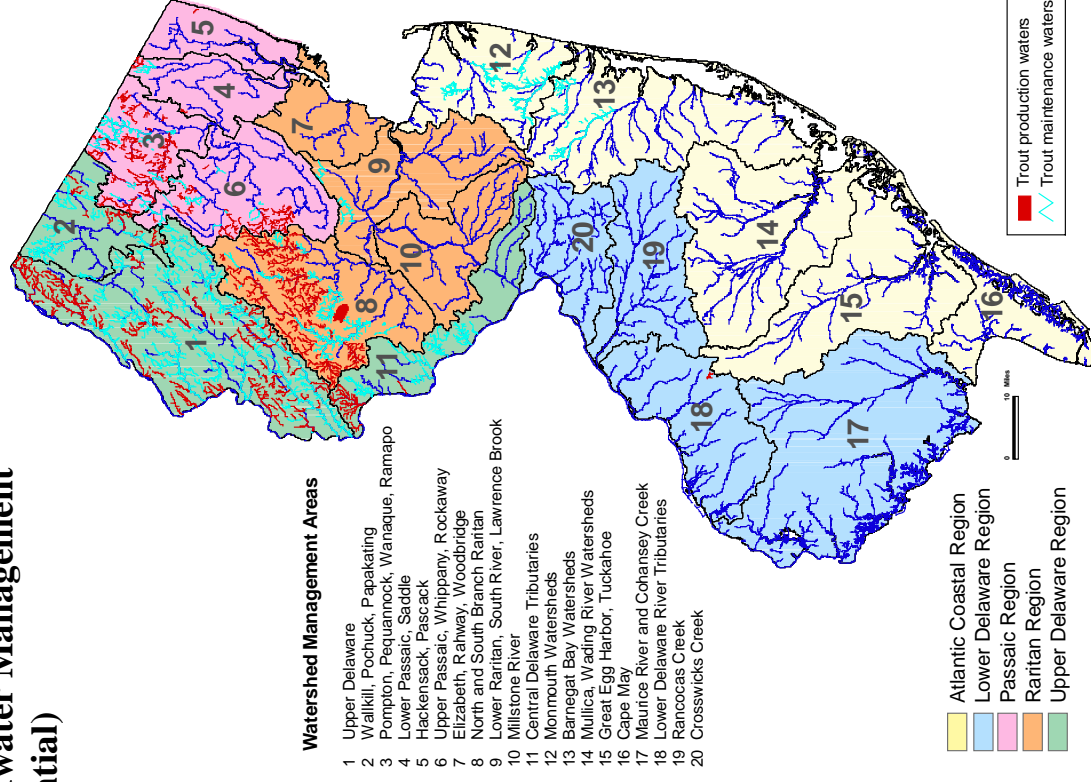 water Management
tial)
Watershed Management Areas
1 Upper Delaware
2 Wallkill, Pochuck, Papakating
3 Pompton, Pequannock, Wanaque, Ramapo
4 Lower Passaic, Saddle
5 Hackensack, Pascack
6 Upper Passaic, Whippany, Rockaway
7 Elizabeth, Rahway, Woodbridge
8 North and South Branch Raritan
9 Lower Raritan, South River, Lawrence Brook
10 Millstone River
11 Central Delaware Tributaries
12 Monmouth Watersheds
13 Barnegat Bay Watersheds
14 Mullica, Wading River Watersheds
15 Great Egg Harbor, Tuckahoe
16 Cape May
17 Maurice River and Cohansey Creek
18 Lower Delaware River Tributaries
19 Rancocas Creek
20 Crosswicks Creek
Atlantic Coastal Region
Lower Delaware Region
Passaic Region
Raritan Region
Upper Delaware Region
1
2
3
4
5
6
7
8
9
10
11
12
13
14
15
16
17
18
19
20
0 10 Miles
Trout production waters
Trout maintenance waters